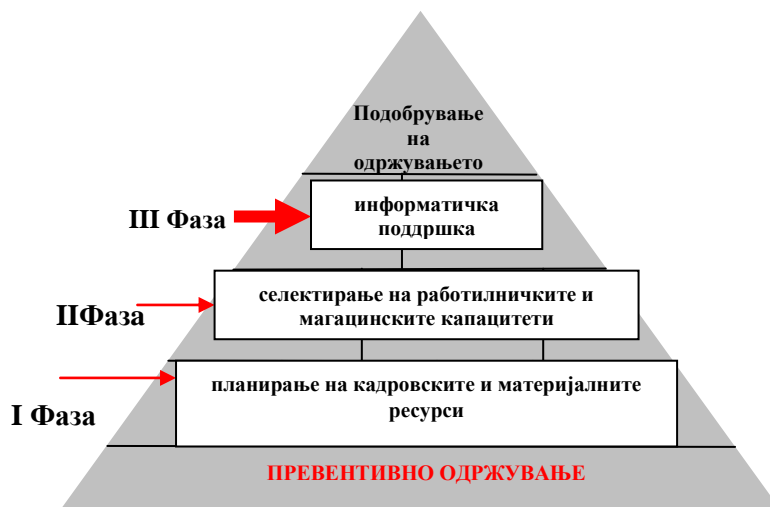 Подобрување
на
одржувањето
III Фаза
информатичка
поддршка
IIФаза
селектирање на работилничките и
магацинските капацитети
I Фаза
планирање на кадровските и материјалните
ресурси
ПРЕВЕНТИВНО ОДРЖУВАЊЕ